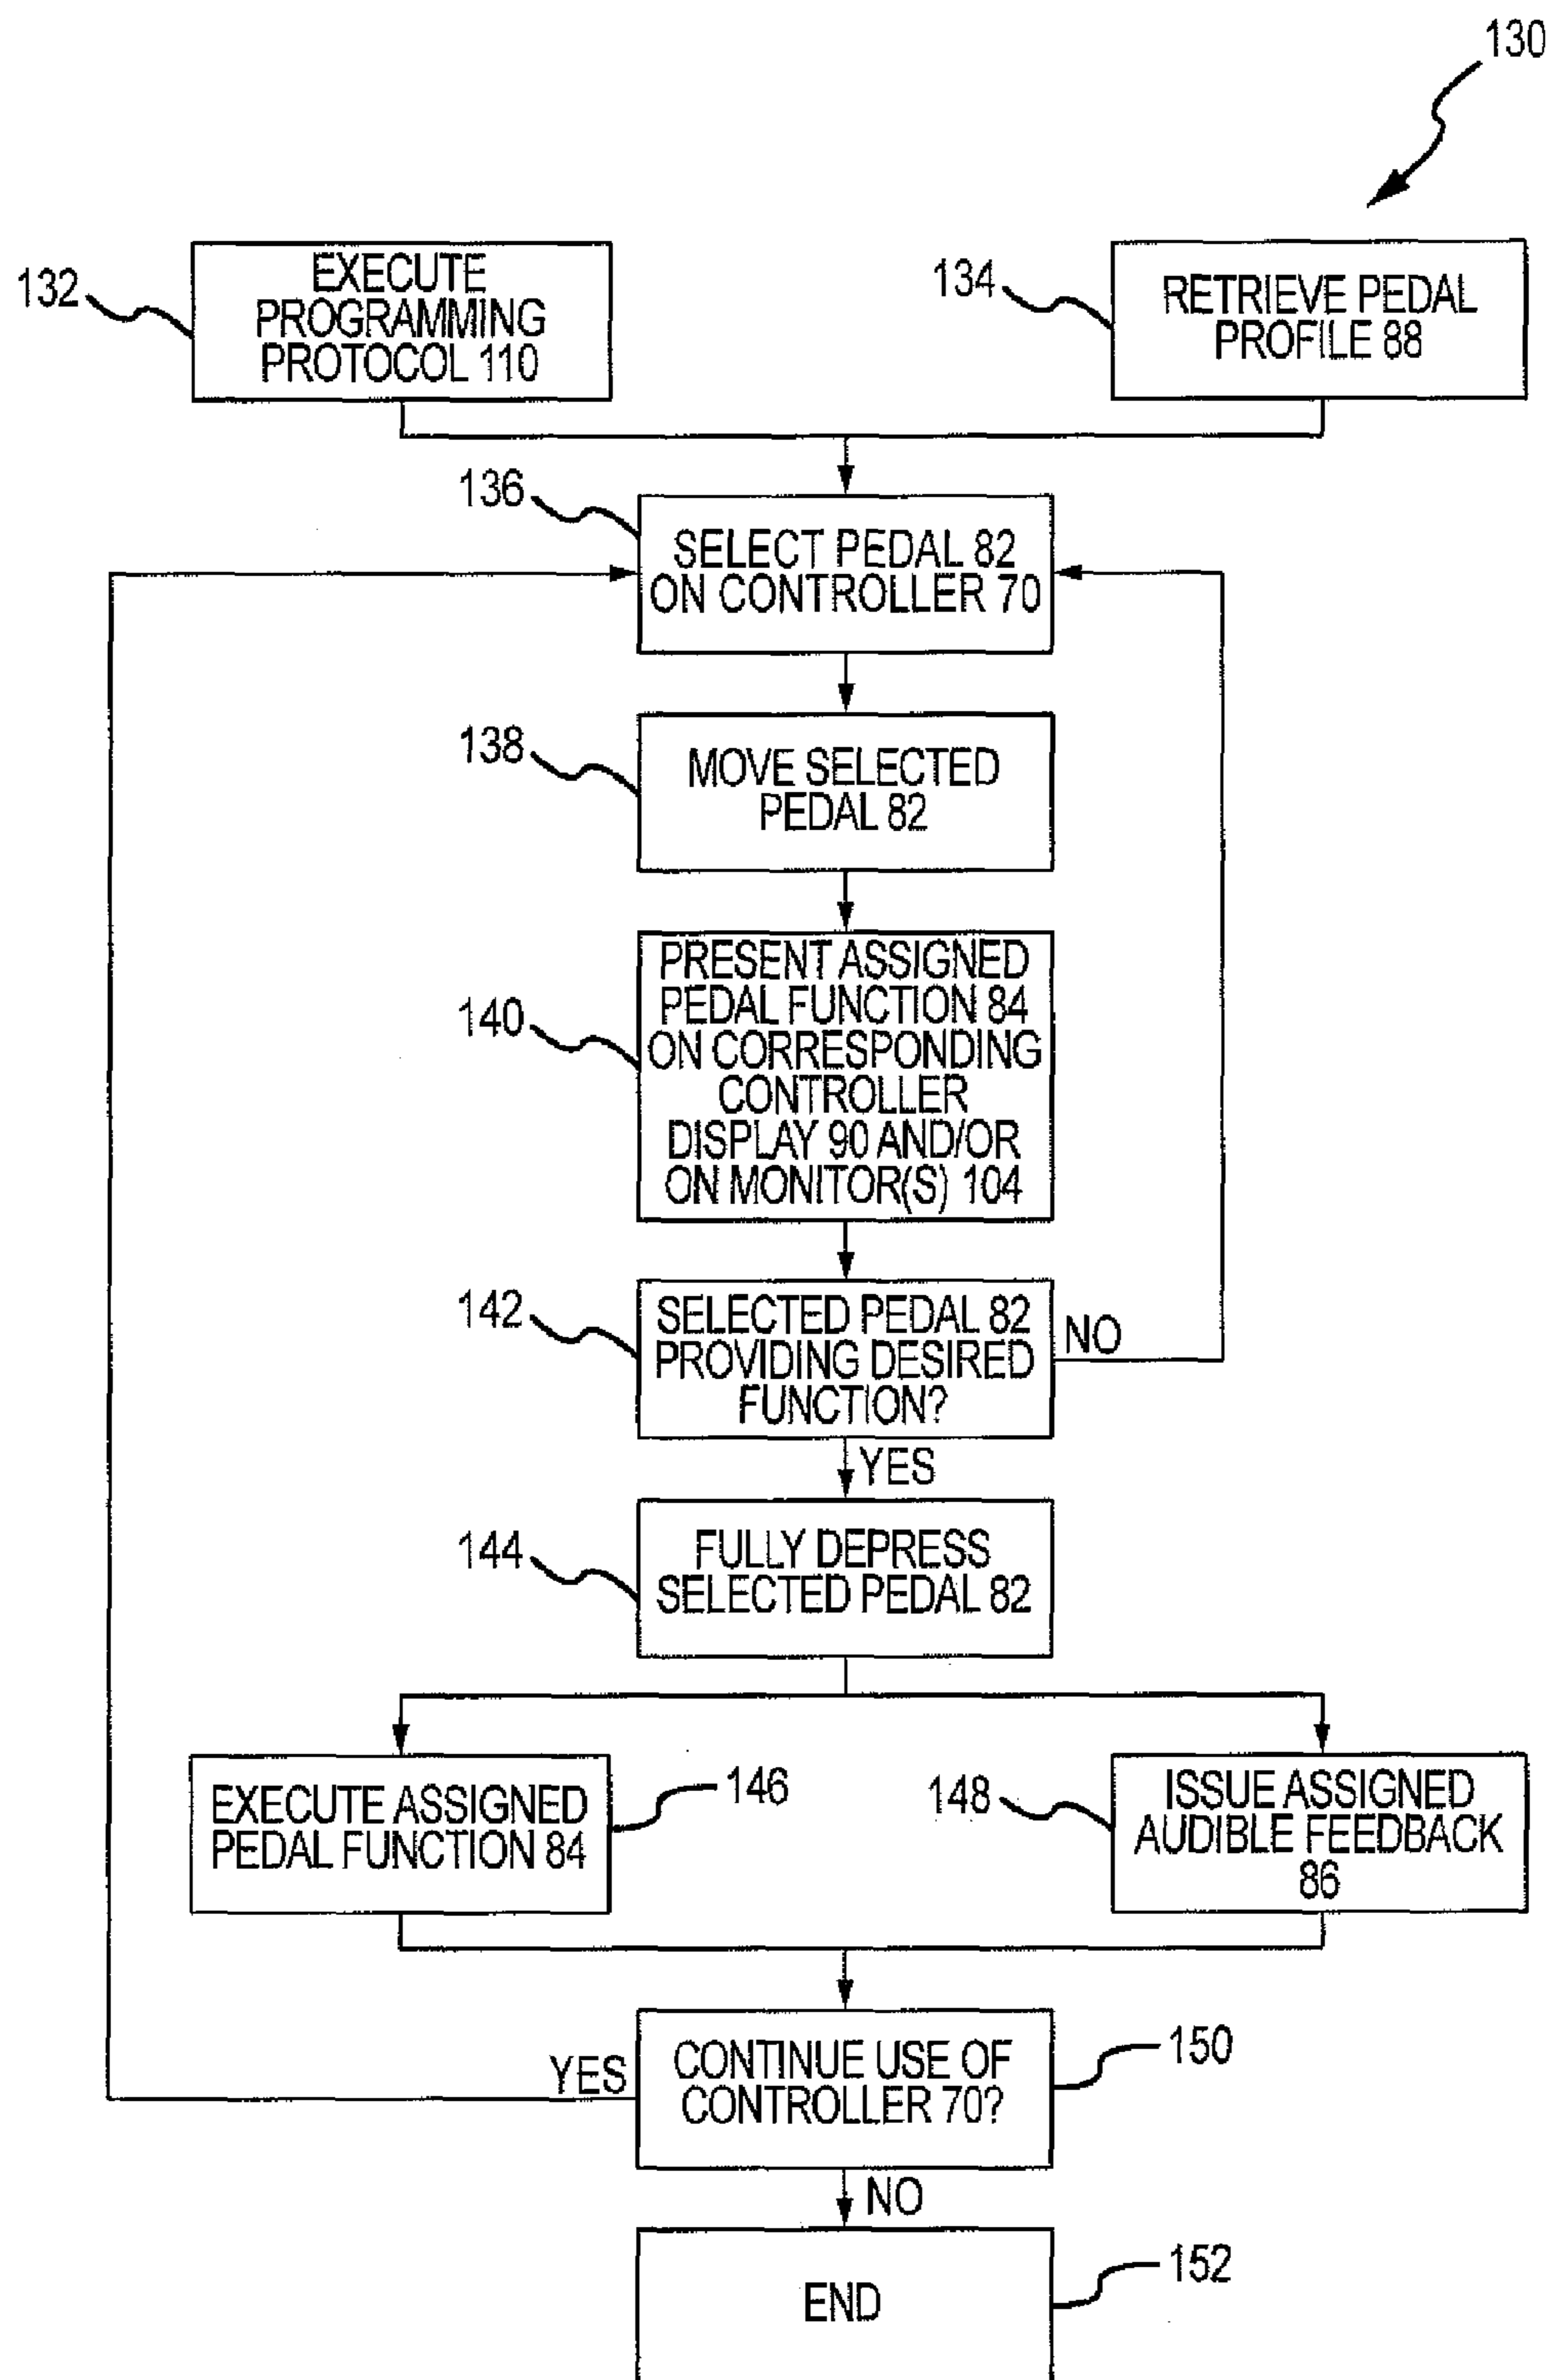 130
132
EXECUTE
PROGRAMMING
PROTOCOL 110
134
RETRIEVE PEDAL
PROFILE 88
136
SELECT PEDAL 82
ON CONTROLLER 70
138
MOVE SELECTED
PEDAL 82
140
PRESENT ASSIGNED
PEDAL FUNCTION 84
ON CORRESPONDING
CONTROLLER
DISPLAY 90 AND/OR
ON MONITOR(S) 104
142
SELECTED PEDAL 82
PROVIDING DESIRED
FUNCTION?
NO
YES
144
FULLY DEPRESS
SELECTED PEDAL 82
EXECUTE ASSIGNED
PEDAL FUNCTION 84
146
148
ISSUE ASSIGNED
AUDIBLE FEEDBACK
86
YES
CONTINUE USE OF
CONTROLLER 70?
150
NO
END
152